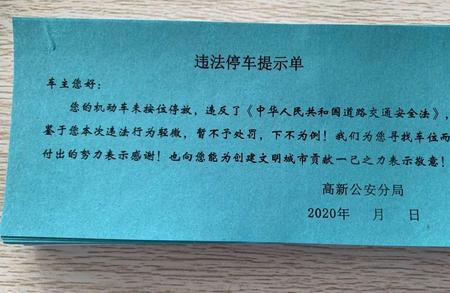 违法停车提示单
车主您好：
您的机动车未按位停放，违反了《中华人民共和国道路交通安全法》，
鉴于您本次违法行为轻微，暂不予处罚，下不为例！我们为您寻找车位而
付出的努力表示感谢！也向您能为创建文明城市贡献一己之力表示敬意！
高新公安分局
2020年 月 日